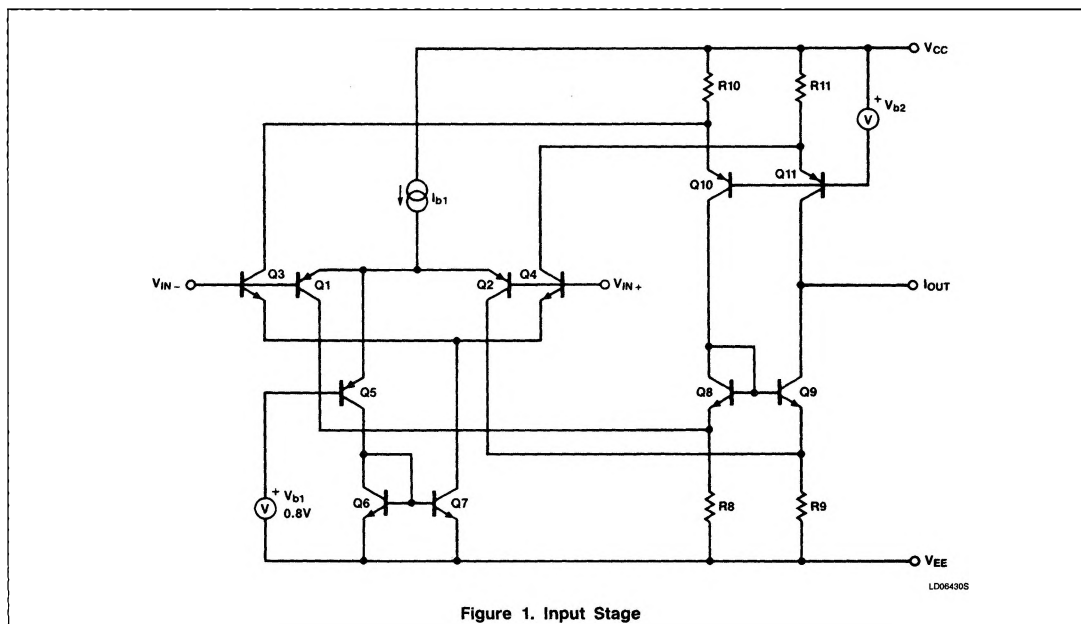 VCC
R10
R11
+
Vb2
V
Q10
Q11
Ib1
VIN-
Q3
Q1
Q2
Q4
VIN+
IOUT
Q5
Q8
Q9
+
Vb1
V
0.8V
Q6
Q7
R8
R9
VEE
LD06430S
Figure 1. Input Stage